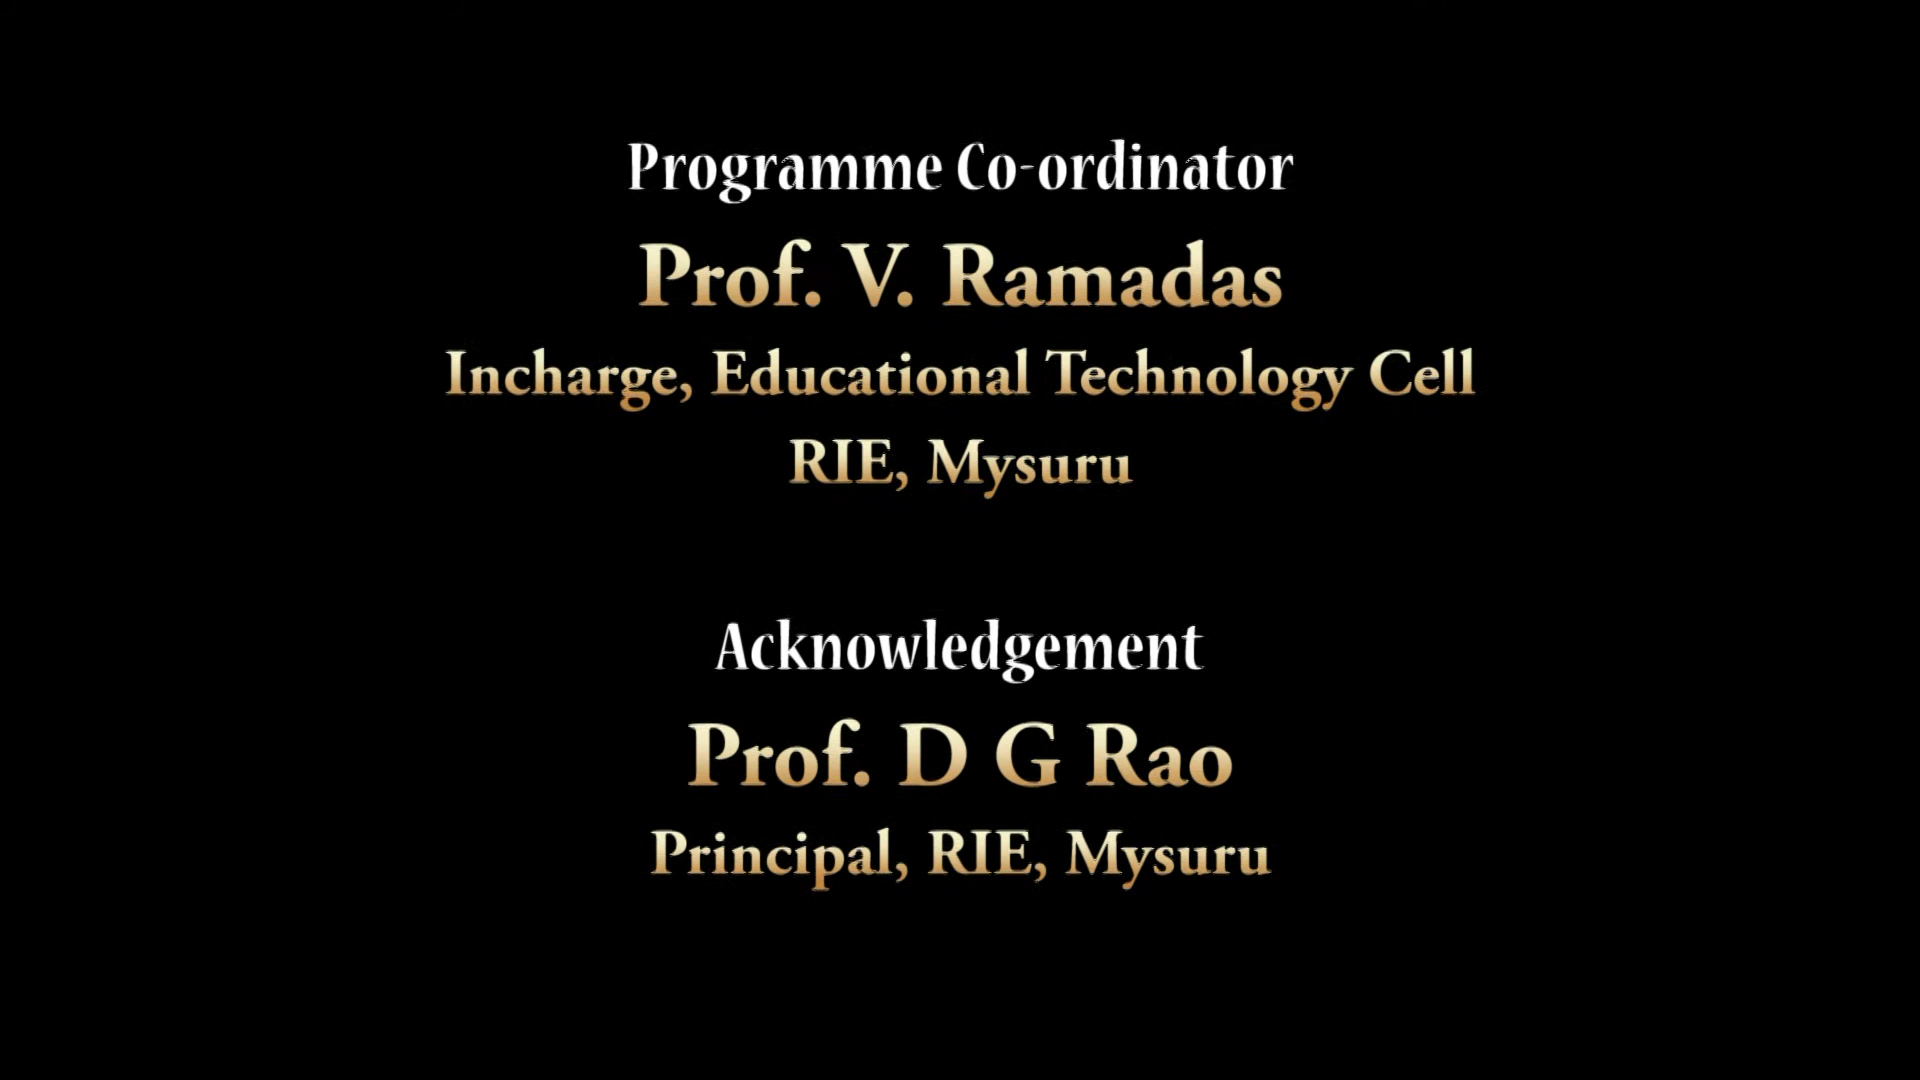 Programme Co-ordinator
Prof. V. Ramadas
Incharge, Educational Technology Cell
RIE, Mysuru
Acknowledgement
Prof. D G Rao
Principal, RIE, Mysuru